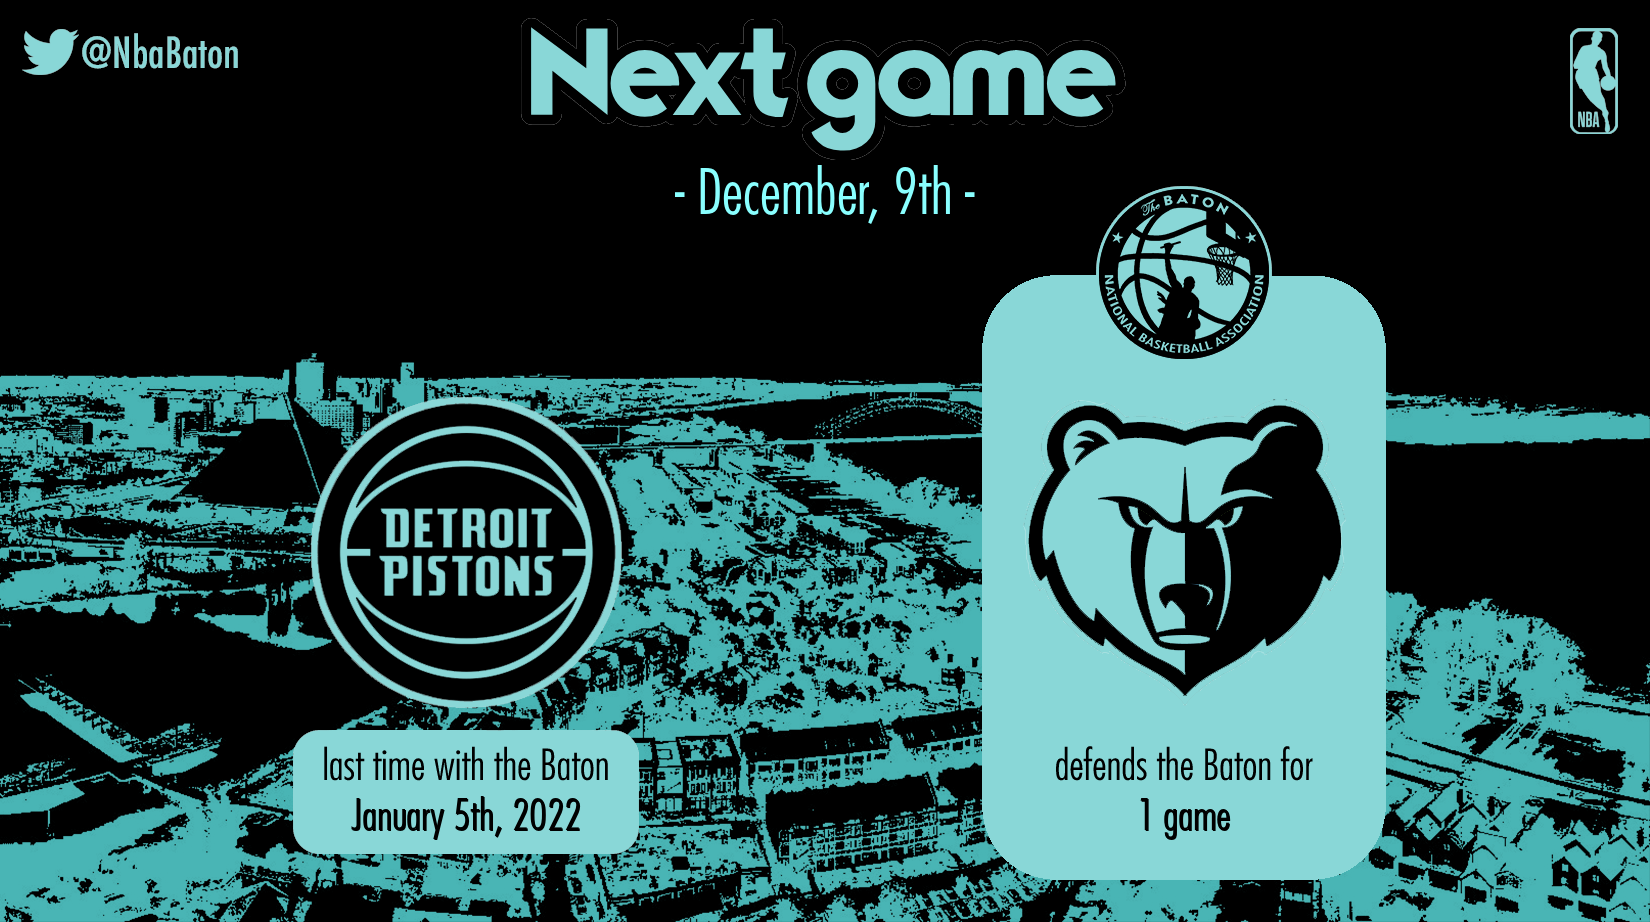 @NbaBaton
Next game
NBA
- December, 9th -
The BATON
NATIONAL BASKETBALL ASSOCIATION
DETROIT
PISTONS
last time with the Baton
January 5th, 2022
defends the Baton for
1 game